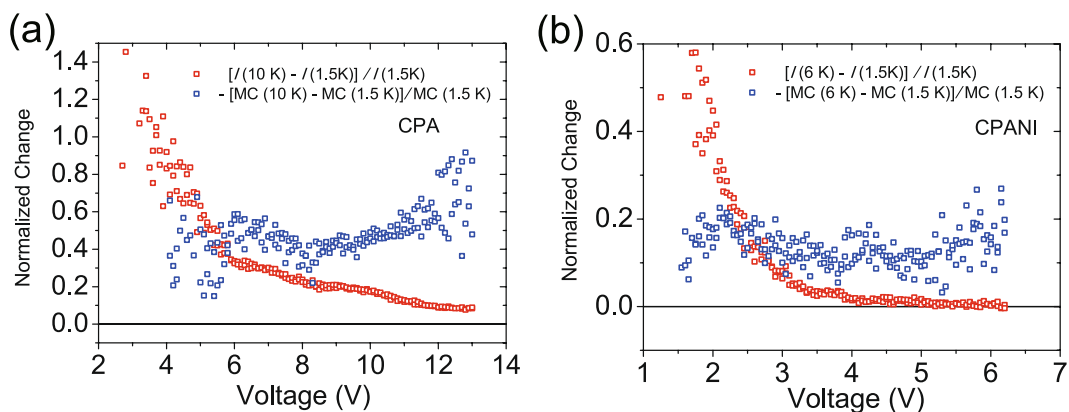 (a)
1.4
1.2
1.0
0.8
0.6
0.4
0.2
0.0
Normalized Change
[I(10 K) - I(1.5K)] / I(1.5K)
- [MC (10 K) - MC (1.5 K)]/MC (1.5 K)
CPA
2 4 6 8 10 12 14
Voltage (V)
(b)
0.6
0.4
0.2
0.0
Normalized Change
[I(6 K) - I(1.5K)] / I(1.5K)
- [MC (6 K) - MC (1.5 K)]/MC (1.5 K)
CPANI
1 2 3 4 5 6 7
Voltage (V)